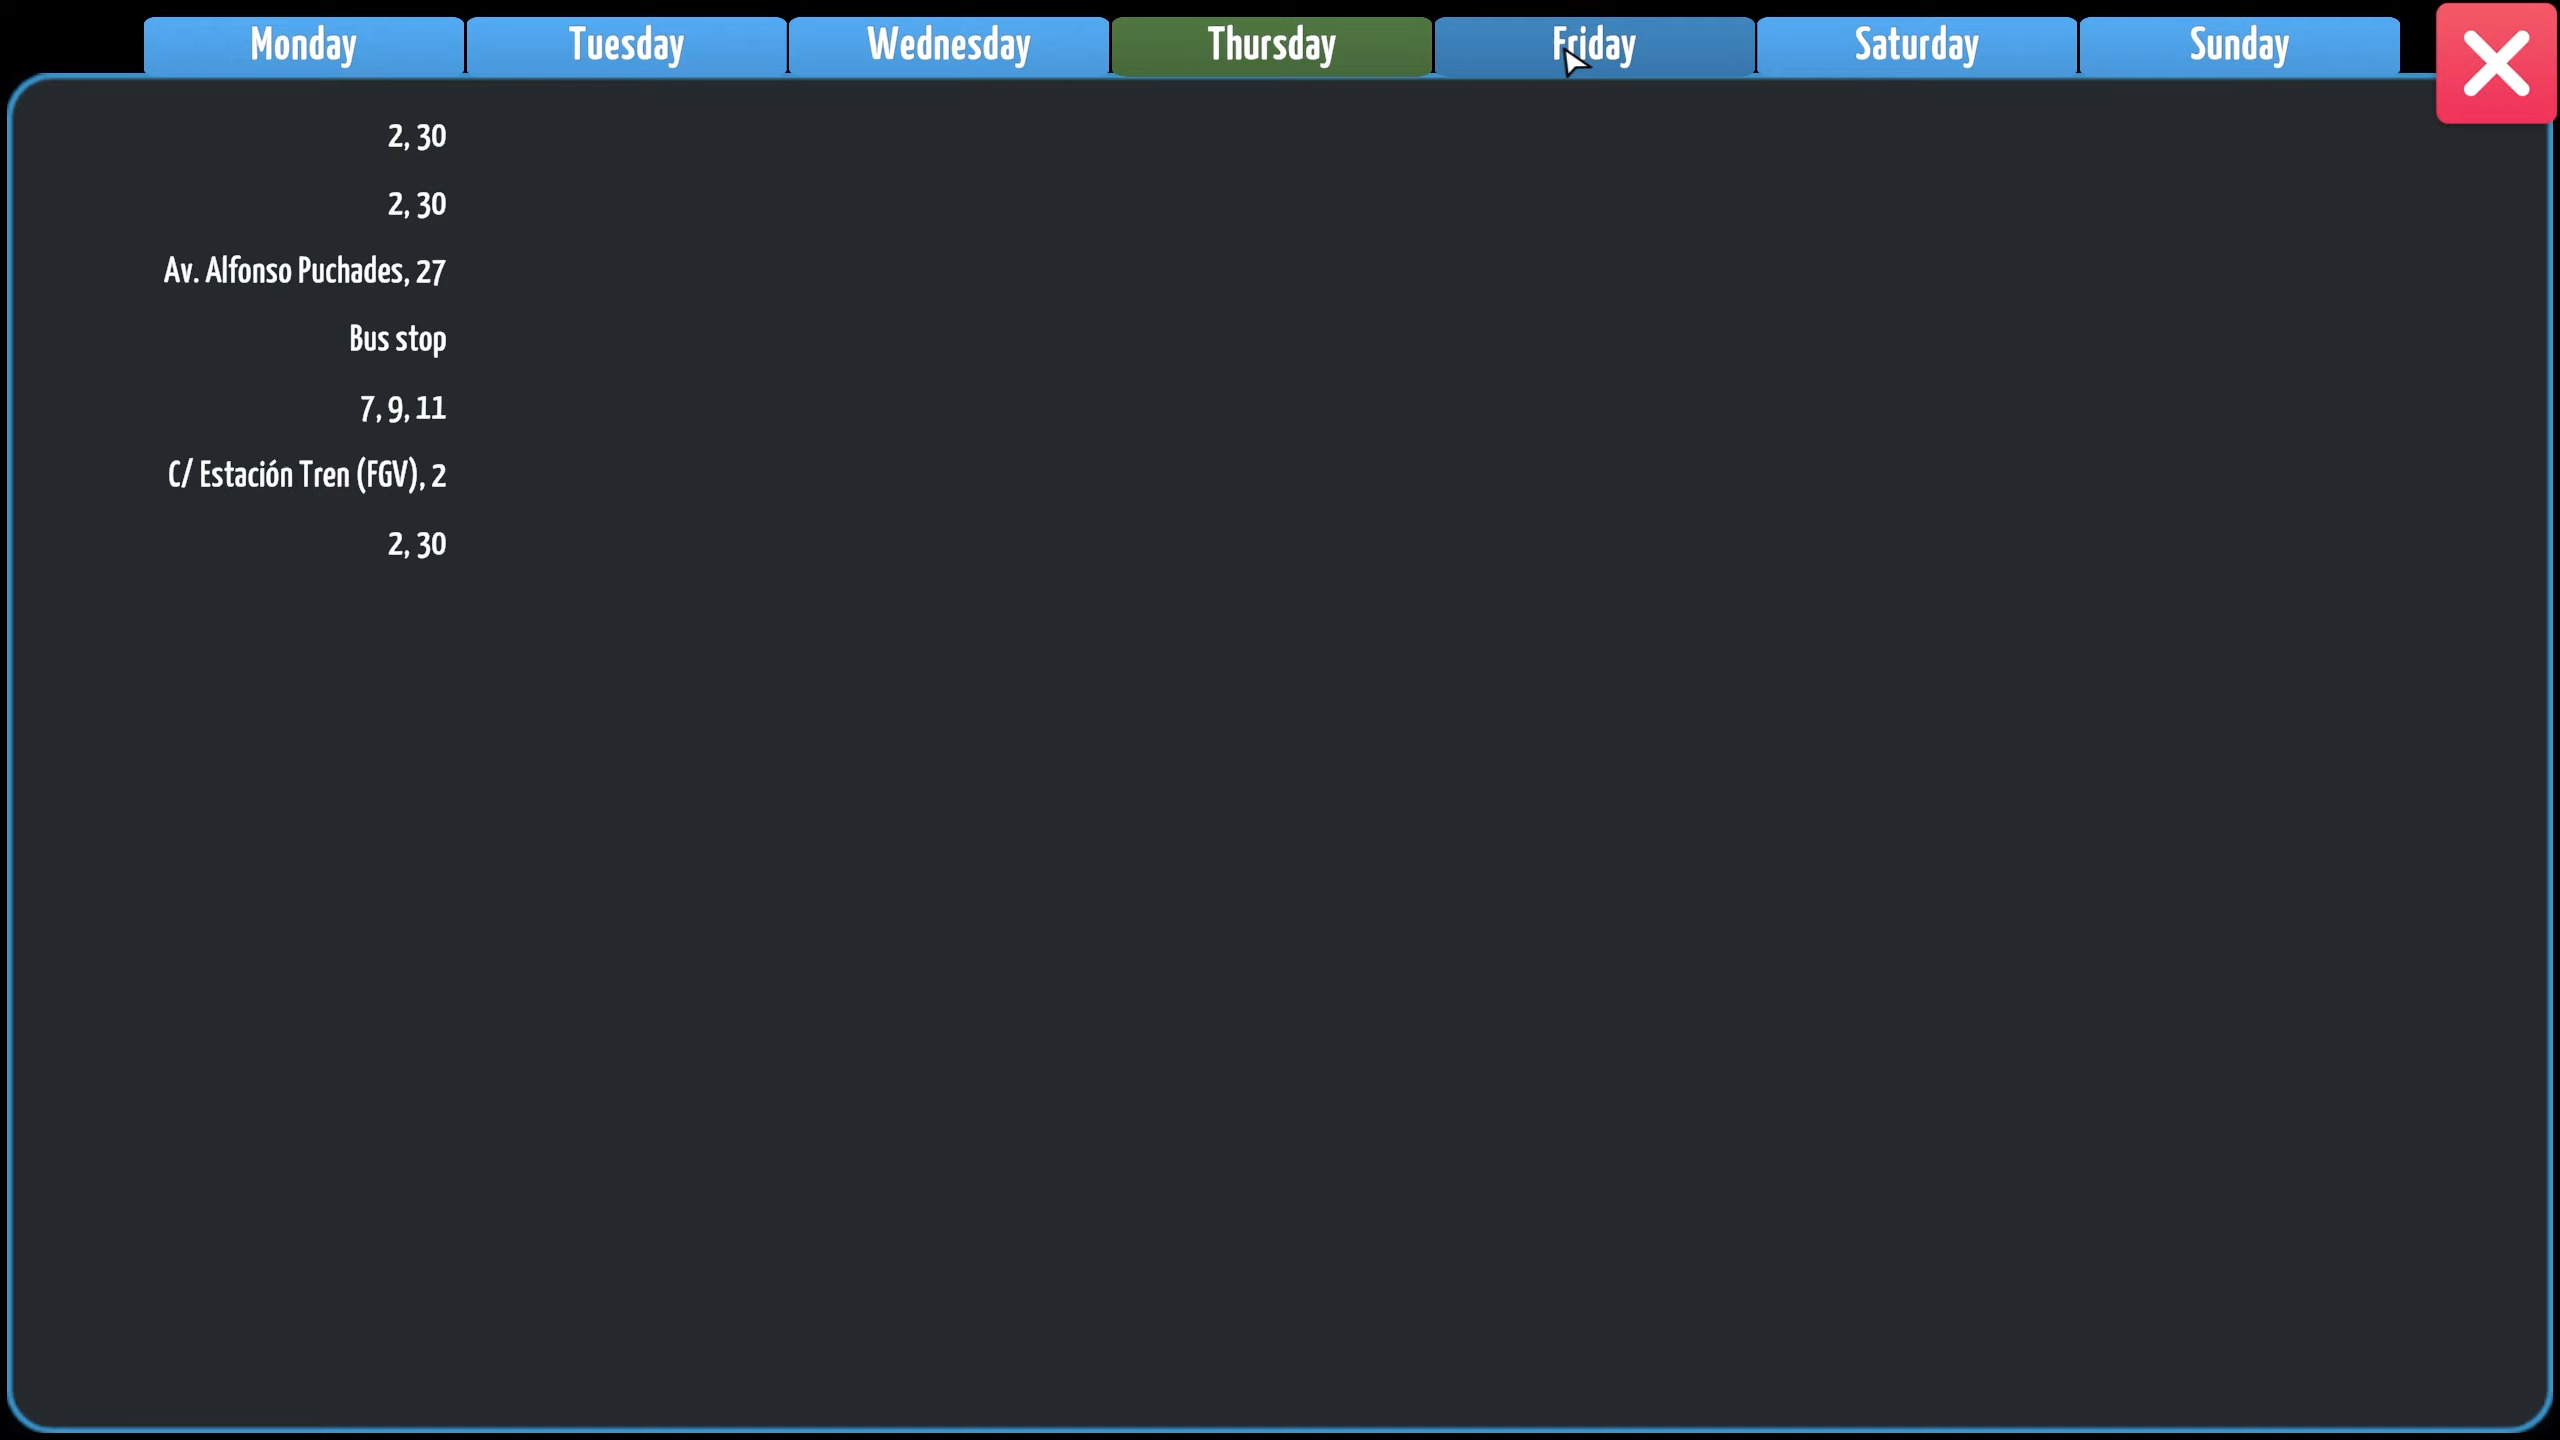 Monday Tuesday Wednesday Thursday Friday Saturday Sunday
2, 30
2, 30
Av. Alfonso Puchades, 27
Bus stop
7, 9, 11
C/ Estación Tren (FGV), 2
2, 30